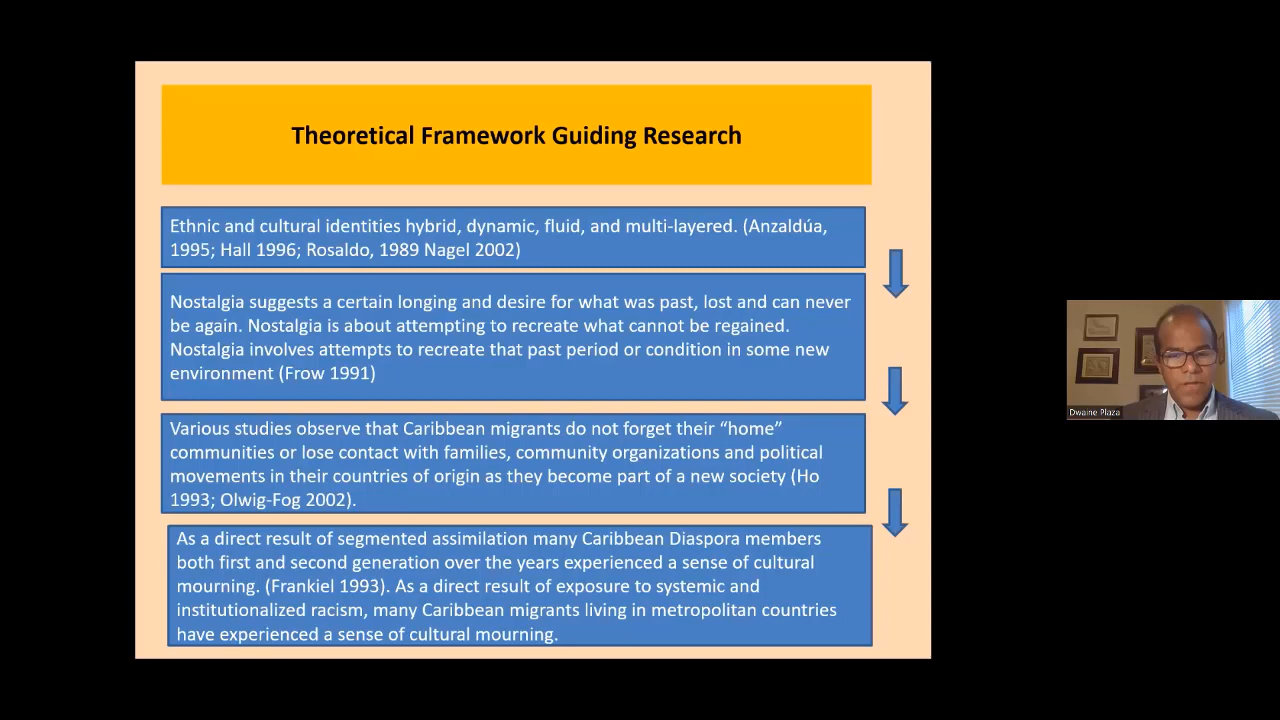 Theoretical Framework Guiding Research
Ethnic and cultural identities hybrid, dynamic, fluid, and multi-layered. (Anzaldúa,
1995; Hall 1996; Rosaldo, 1989 Nagel 2002)
Nostalgia suggests a certain longing and desire for what was past, lost and can never
be again. Nostalgia is about attempting to recreate what cannot be regained.
Nostalgia involves attempts to recreate that past period or condition in some new
environment (Frow 1991)
Various studies observe that Caribbean migrants do not forget their “home”
communities or lose contact with families, community organizations and political
movements in their countries of origin as they become part of a new society (Ho
1993; Olwig-Fog 2002).
As a direct result of segmented assimilation many Caribbean Diaspora members
both first and second generation over the years experienced a sense of cultural
mourning. (Frankiel 1993). As a direct result of exposure to systemic and
institutionalized racism, many Caribbean migrants living in metropolitan countries
have experienced a sense of cultural mourning.
Dwaine Plaza